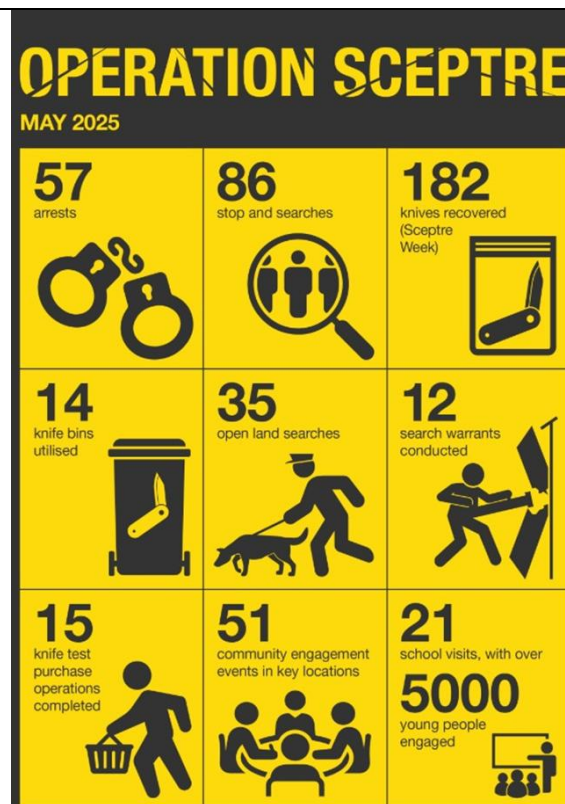 OPERATION SCEPTRE
MAY 2025
57
arrests
86
stop and searches
182
knives recovered
(Sceptre
Week)
14
knife bins
utilised
35
open land searches
12
search warrants
conducted
15
knife test
purchase
operations
completed
51
community engagement
events in key locations
21
school visits, with over
5000
young people
engaged